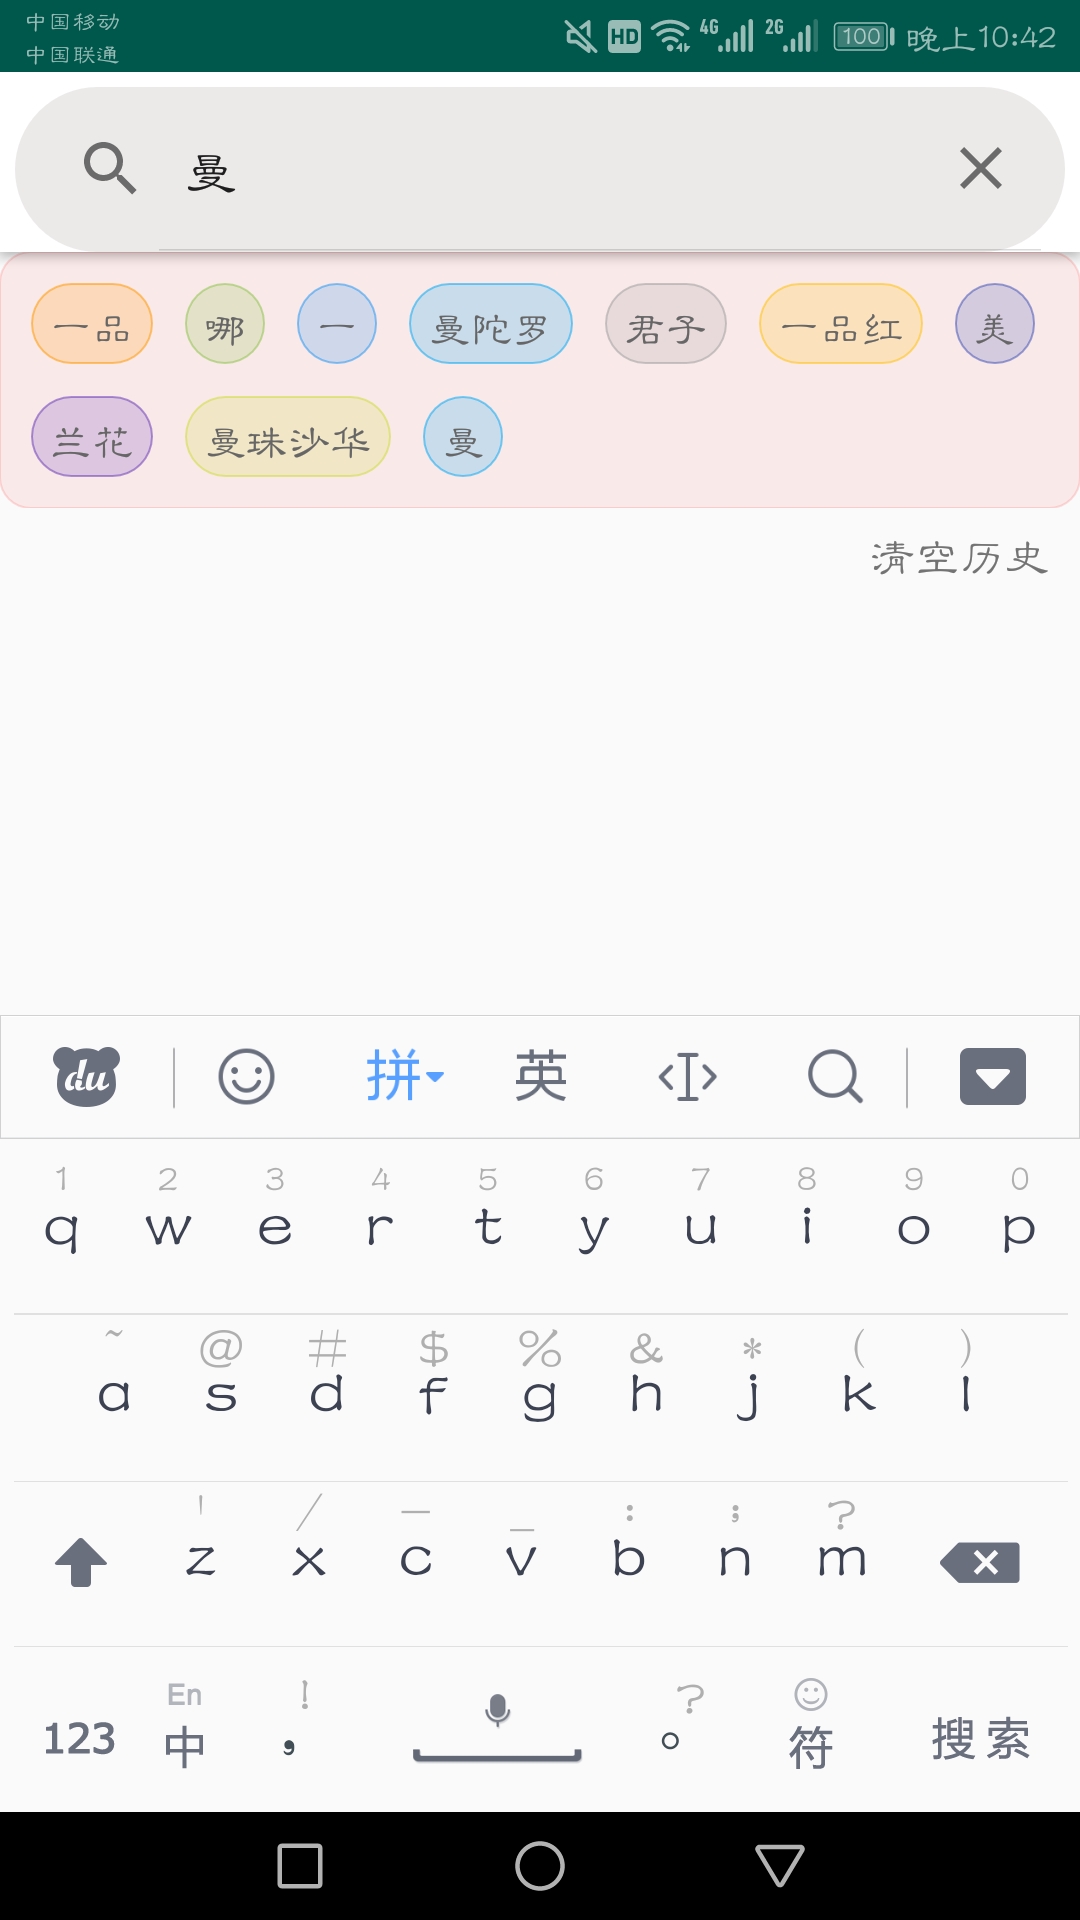 中国移动
中国联通
HD 4G 2G 100 晚上10:42
曼
一品 哪 一 曼陀罗 君子 一品红 美
兰花 曼珠沙华 曼
清空历史
du 拼 英
1 2 3 4 5 6 7 8 9 0
q w e r t y u i o p
~ @ # $ % & * ( )
a s d f g h j k l
' / — _ : ; ?
z x c v b n m
En ! ?
123 中 , 。 符 搜索